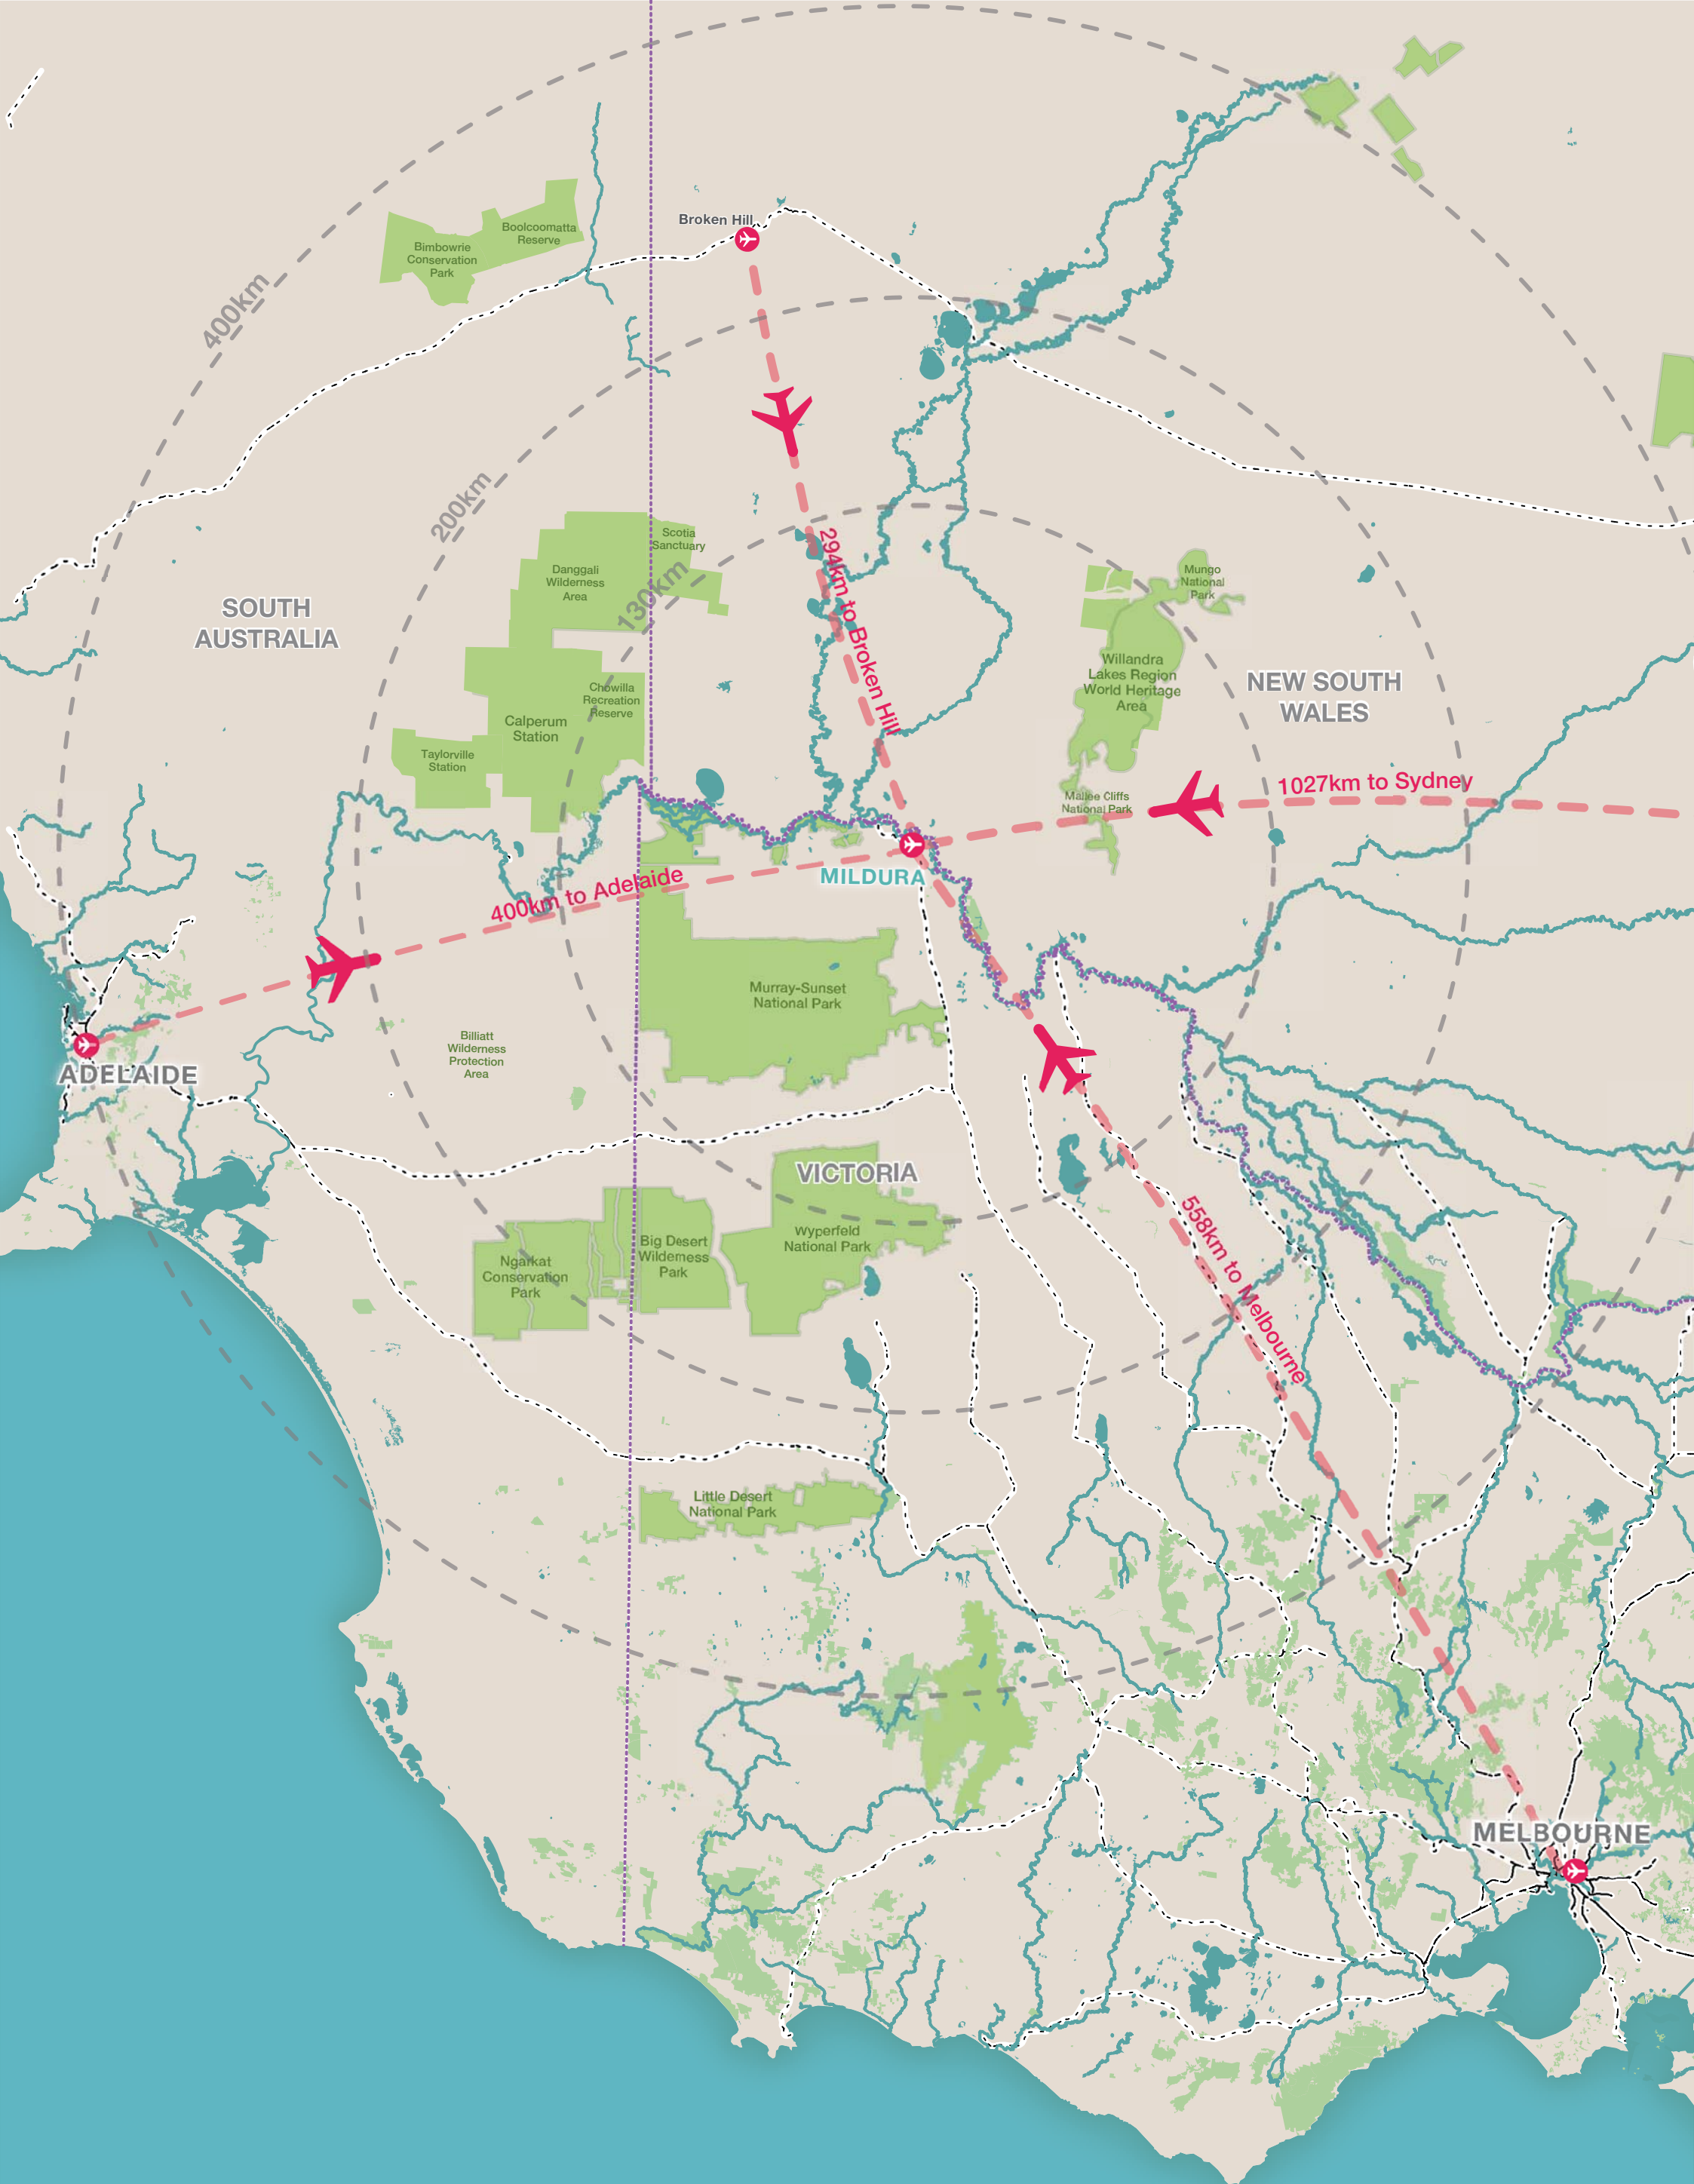 Broken Hill
Boolcoomatta
Reserve
Bimbowrie
Conservation
Park
400km
200km
130km
Scotia
Sanctuary
Danggali
Wilderness
Area
294km to Broken Hill
Mungo
National
Park
SOUTH
AUSTRALIA
Willandra
Lakes Region
World Heritage
Area
NEW SOUTH
WALES
Chowilla
Recreation
Reserve
Calperum
Station
Taylorville
Station
1027km to Sydney
Mallee Cliffs
National Park
MILDURA
400km to Adelaide
Murray-Sunset
National Park
Billiatt
Wilderness
Protection
Area
ADELAIDE
VICTORIA
558km to Melbourne
Wyperfeld
National Park
Big Desert
Wilderness
Park
Ngarkat
Conservation
Park
Little Desert
National Park
MELBOURNE